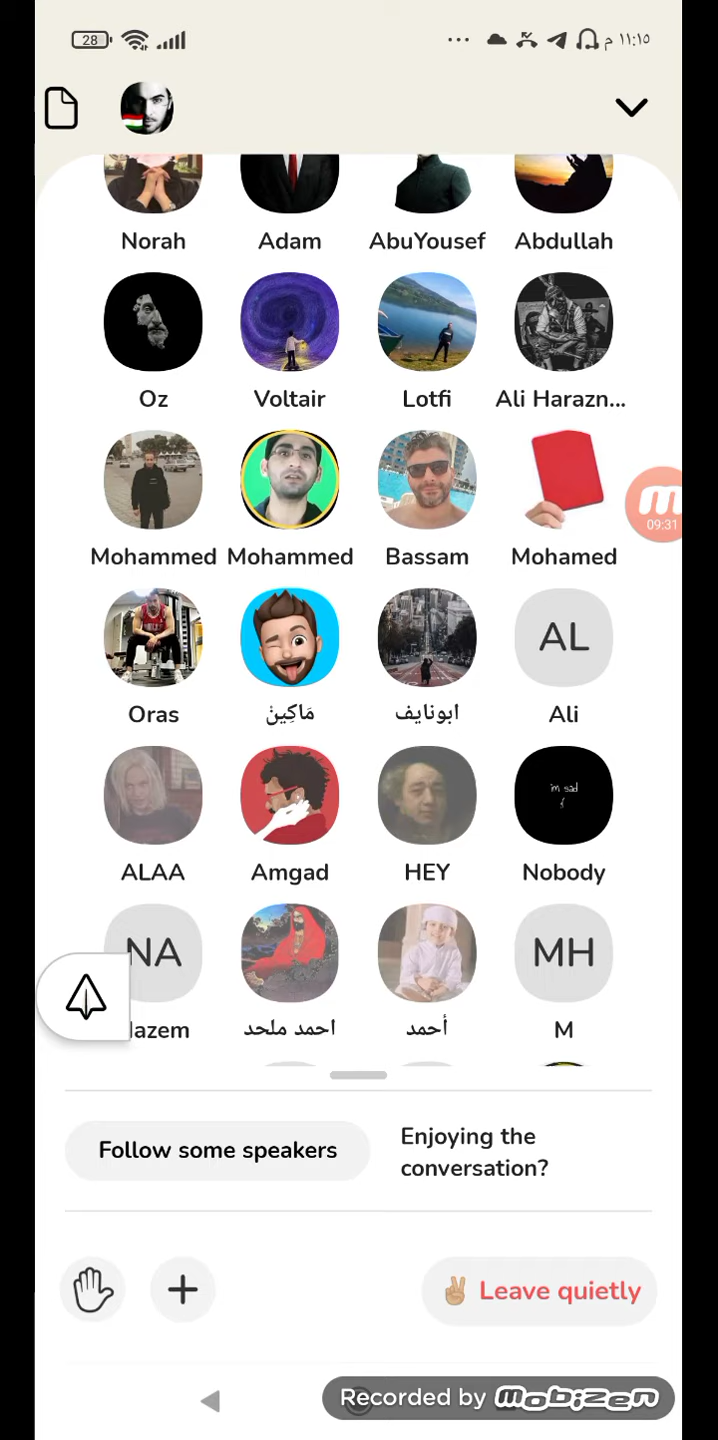 28 ١١:١٥ م
Norah Adam AbuYousef Abdullah
Oz Voltair Lotfi Ali Harazn...
Mohammed Mohammed Bassam Mohamed
09:31
Oras مَاكِينْ ابونايف Ali
AL
ALAA Amgad HEY Nobody
im sad
NA MH
احمد ملحد أحمد M
Follow some speakers
Enjoying the
conversation?
Leave quietly
Recorded by mobizen